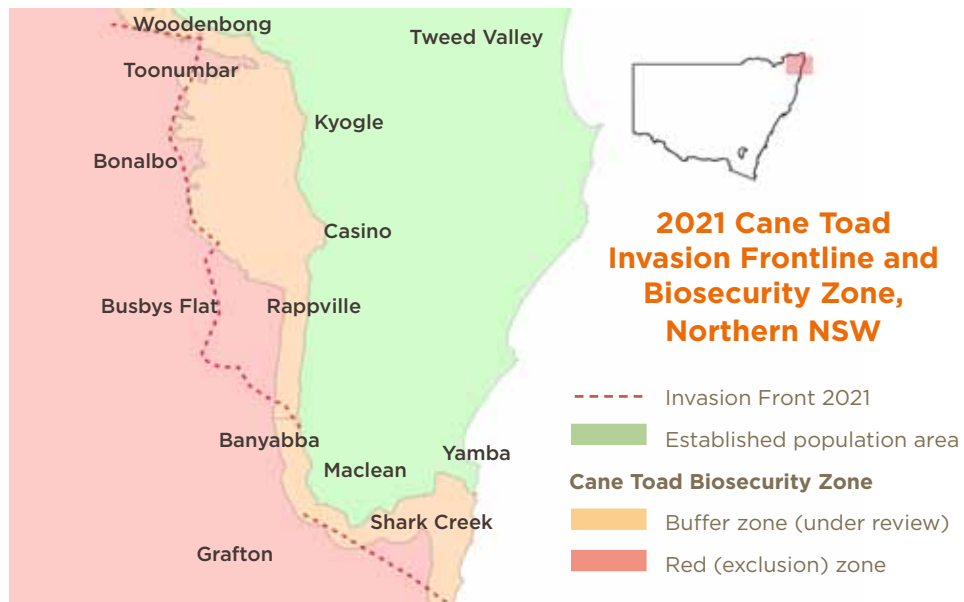 Woodenbong
Tweed Valley
Toonumbar
Kyogle
Bonalbo
Casino
Busbys Flat
Rappville
Banyabba
Yamba
Maclean
Shark Creek
Grafton
2021 Cane Toad
Invasion Frontline and
Biosecurity Zone,
Northern NSW
Invasion Front 2021
Established population area
Cane Toad Biosecurity Zone
Buffer zone (under review)
Red (exclusion) zone